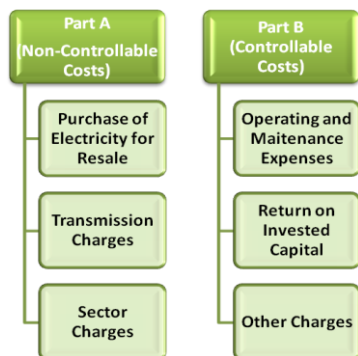 Part A
(Non-Controllable
Costs)
Purchase of
Electricity for
Resale
Transmission
Charges
Sector
Charges
Part B
(Controllable
Costs)
Operating and
Maitenance
Expenses
Return on
Invested
Capital
Other Charges